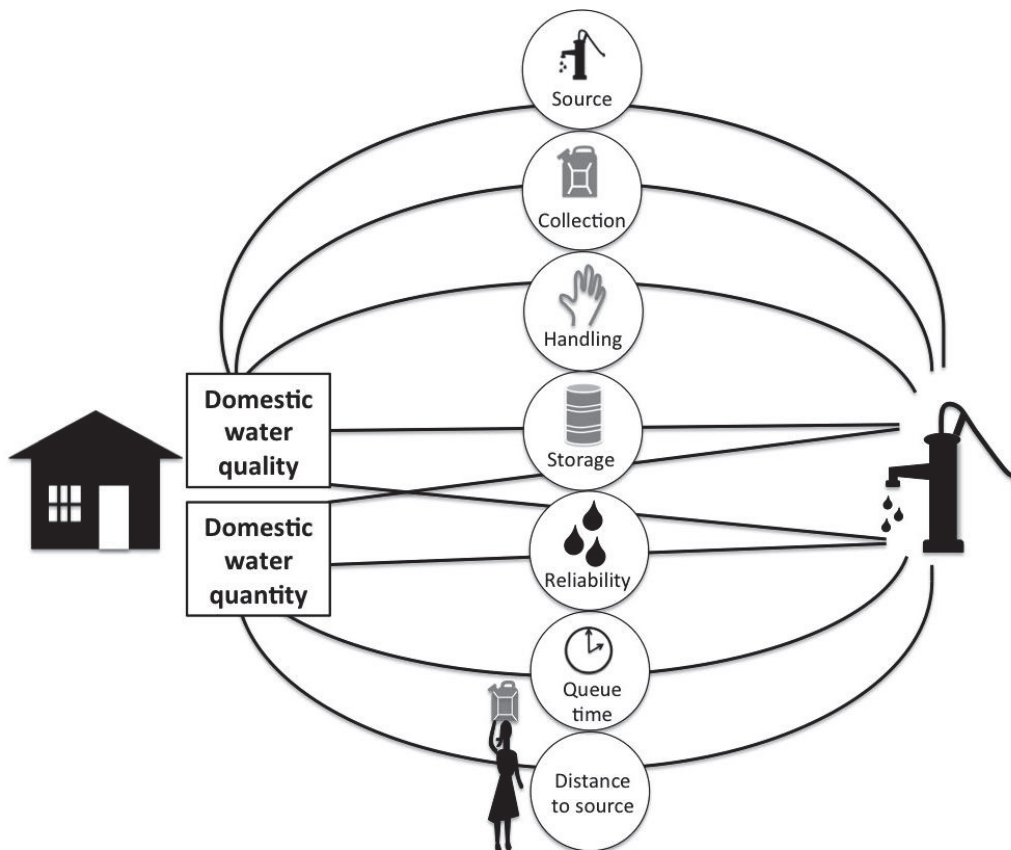 Source
Collection
Handling
Domestic
water
quality
Storage
Domestic
water
quantity
Reliability
Queue
time
Distance
to source